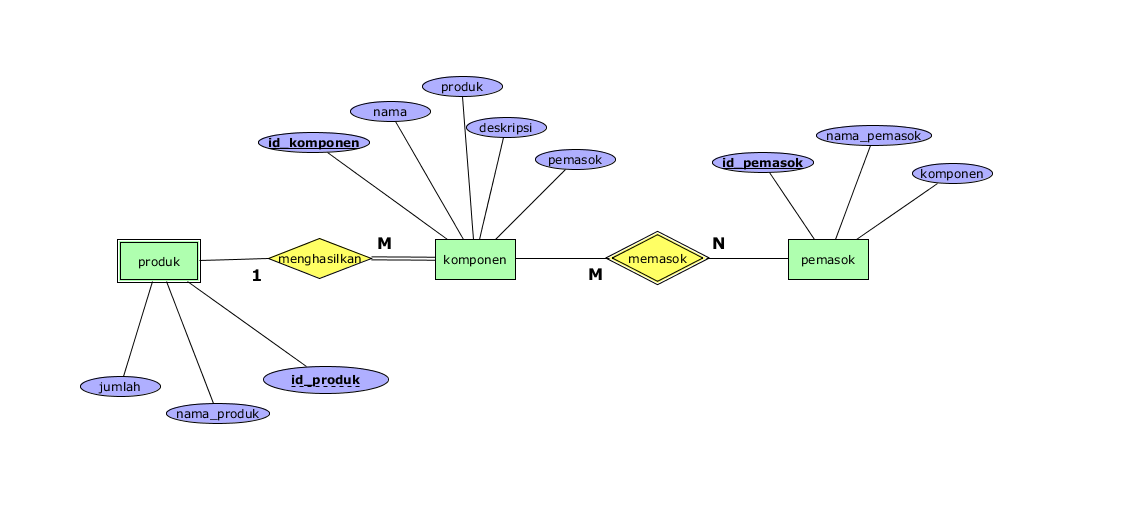 produk
nama
deskripsi
id_komponen
pemasok
nama_pemasok
id_pemasok
komponen
M
N
produk
menghasilkan
komponen
memasok
pemasok
1
M
jumlah
id_produk
nama_produk